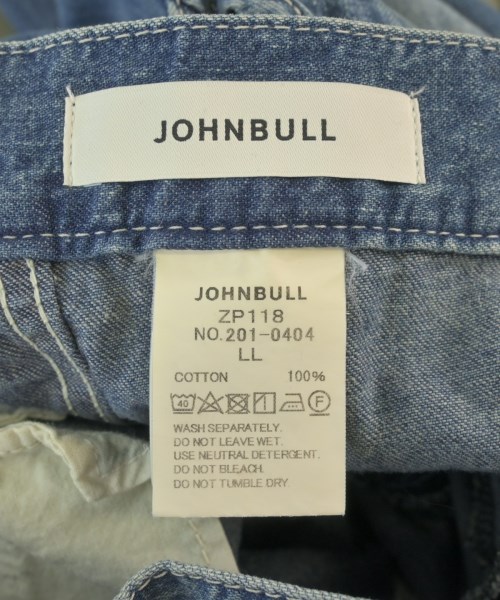 JOHNBULL
JOHNBULL
ZP118
NO. 201-0404
LL
COTTON 100%
40 F
WASH SEPARATELY.
DO NOT LEAVE WET.
USE NEUTRAL DETERGENT.
DO NOT BLEACH.
DO NOT TUMBLE DRY.